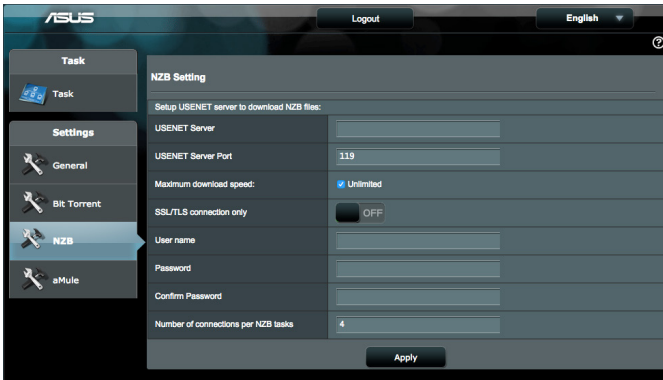 ASUS
Logout
English
?
Task
Task
Settings
General
Bit Torrent
NZB
aMule
NZB Setting
Setup USENET server to download NZB files:
USENET Server
USENET Server Port 119
Maximum download speed: Unlimited
SSL/TLS connection only OFF
User name
Password
Confirm Password
Number of connections per NZB tasks 4
Apply